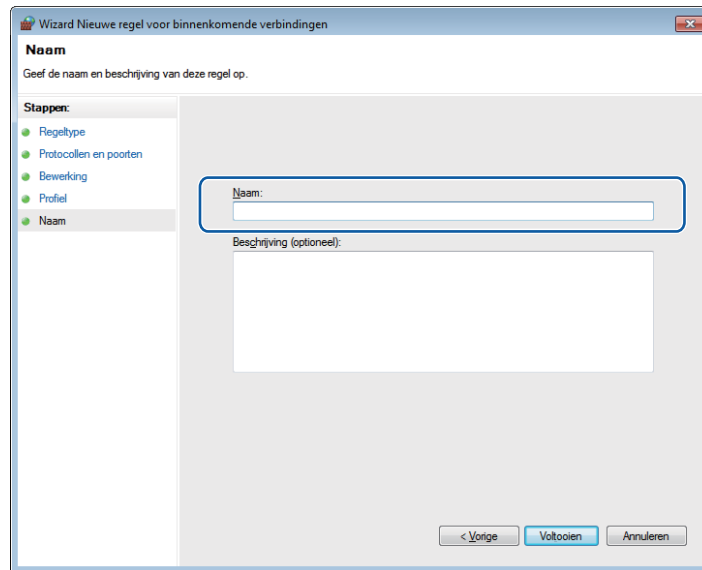 Wizard Nieuwe regel voor binnenkomende verbindingen
Naam
Geef de naam en beschrijving van deze regel op.
Stappen:
Regeltype
Protocollen en poorten
Bewerking
Profiel
Naam
Naam:
Beschrijving (optioneel):
< Vorige
Voltooien
Annuleren